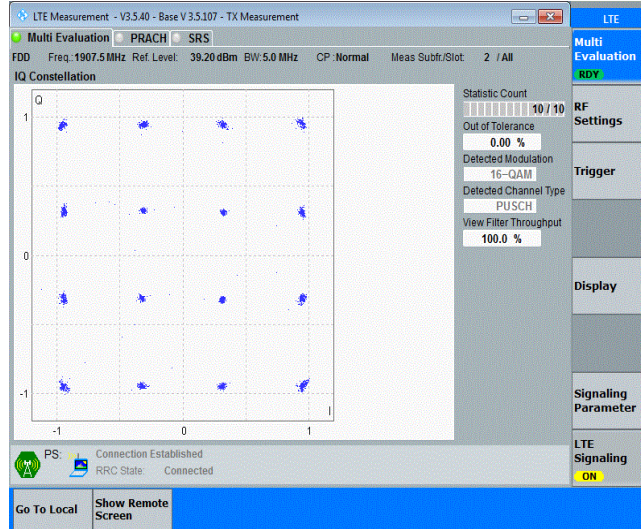 LTE Measurement - V3.5.40 - Base V 3.5.107 - TX Measurement
LTE
Multi Evaluation PRACH SRS
Multi Evaluation
RDY
FDD Freq.: 1907.5 MHz Ref. Level: 39.20 dBm BW: 5.0 MHz CP : Normal Meas Subfr./Slot: 2 / All
IQ Constellation
Q
1
0
-1
I
-1 0 1
Statistic Count
10 / 10
Out of Tolerance
0.00 %
Detected Modulation
16-QAM
Detected Channel Type
PUSCH
View Filter Throughput
100.0 %
RF
Settings
Trigger
Display
Signaling
Parameter
LTE
Signaling
ON
PS: Connection Established
RRC State: Connected
Go To Local
Show Remote
Screen